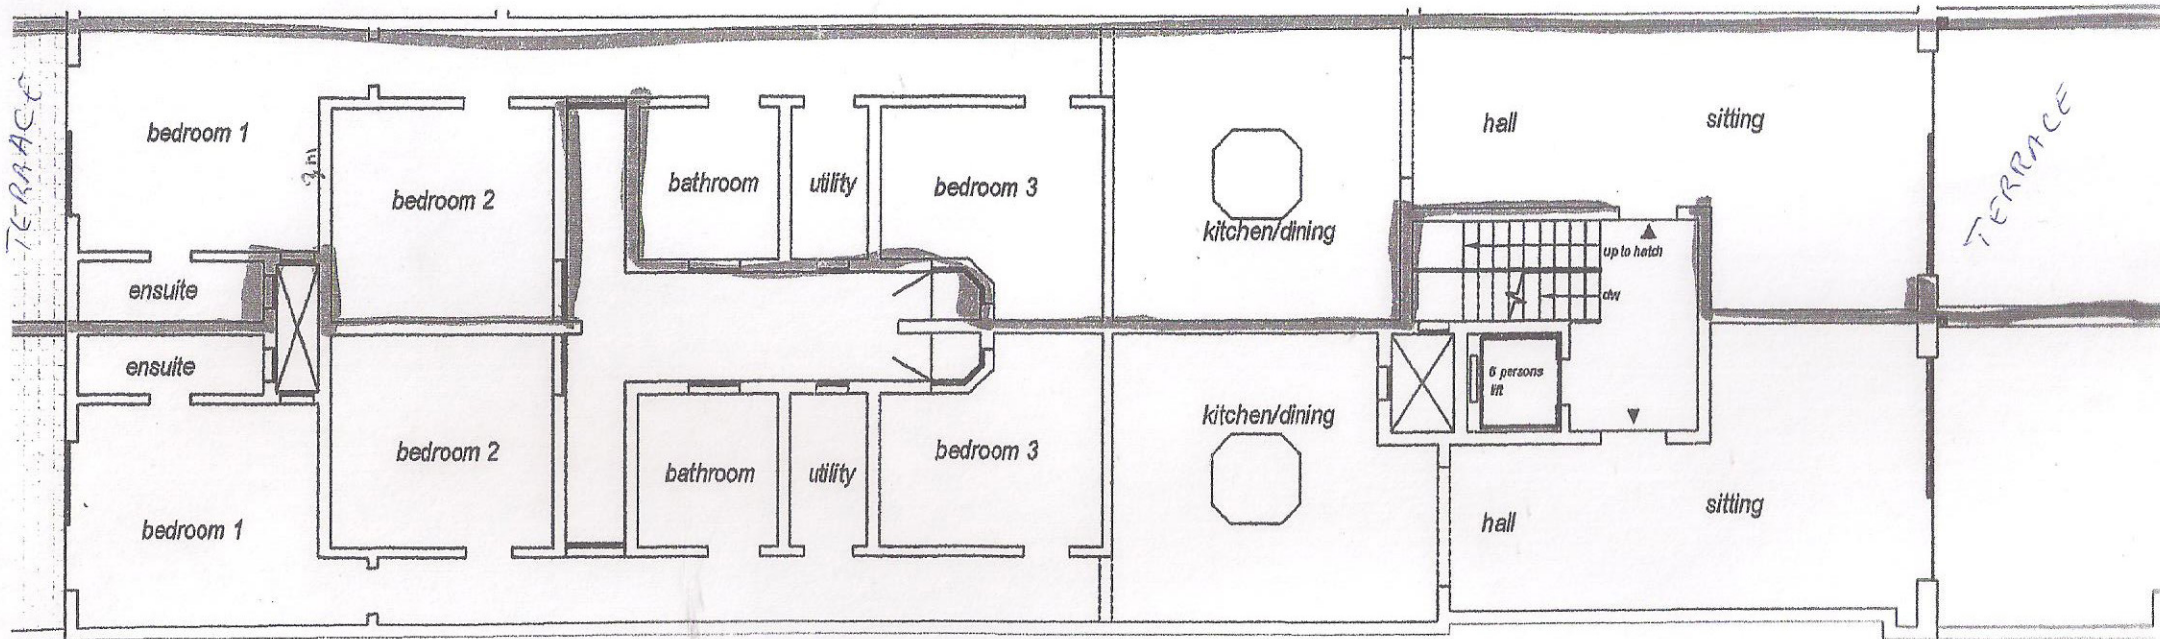 TERRACE
bedroom 1
2m
bedroom 2
bathroom
utility
bedroom 3
kitchen/dining
hall
sitting
TERRACE
up to hatch
dw
ensuite
ensuite
6 persons
lift
kitchen/dining
bedroom 1
bedroom 2
bathroom
utility
bedroom 3
hall
sitting